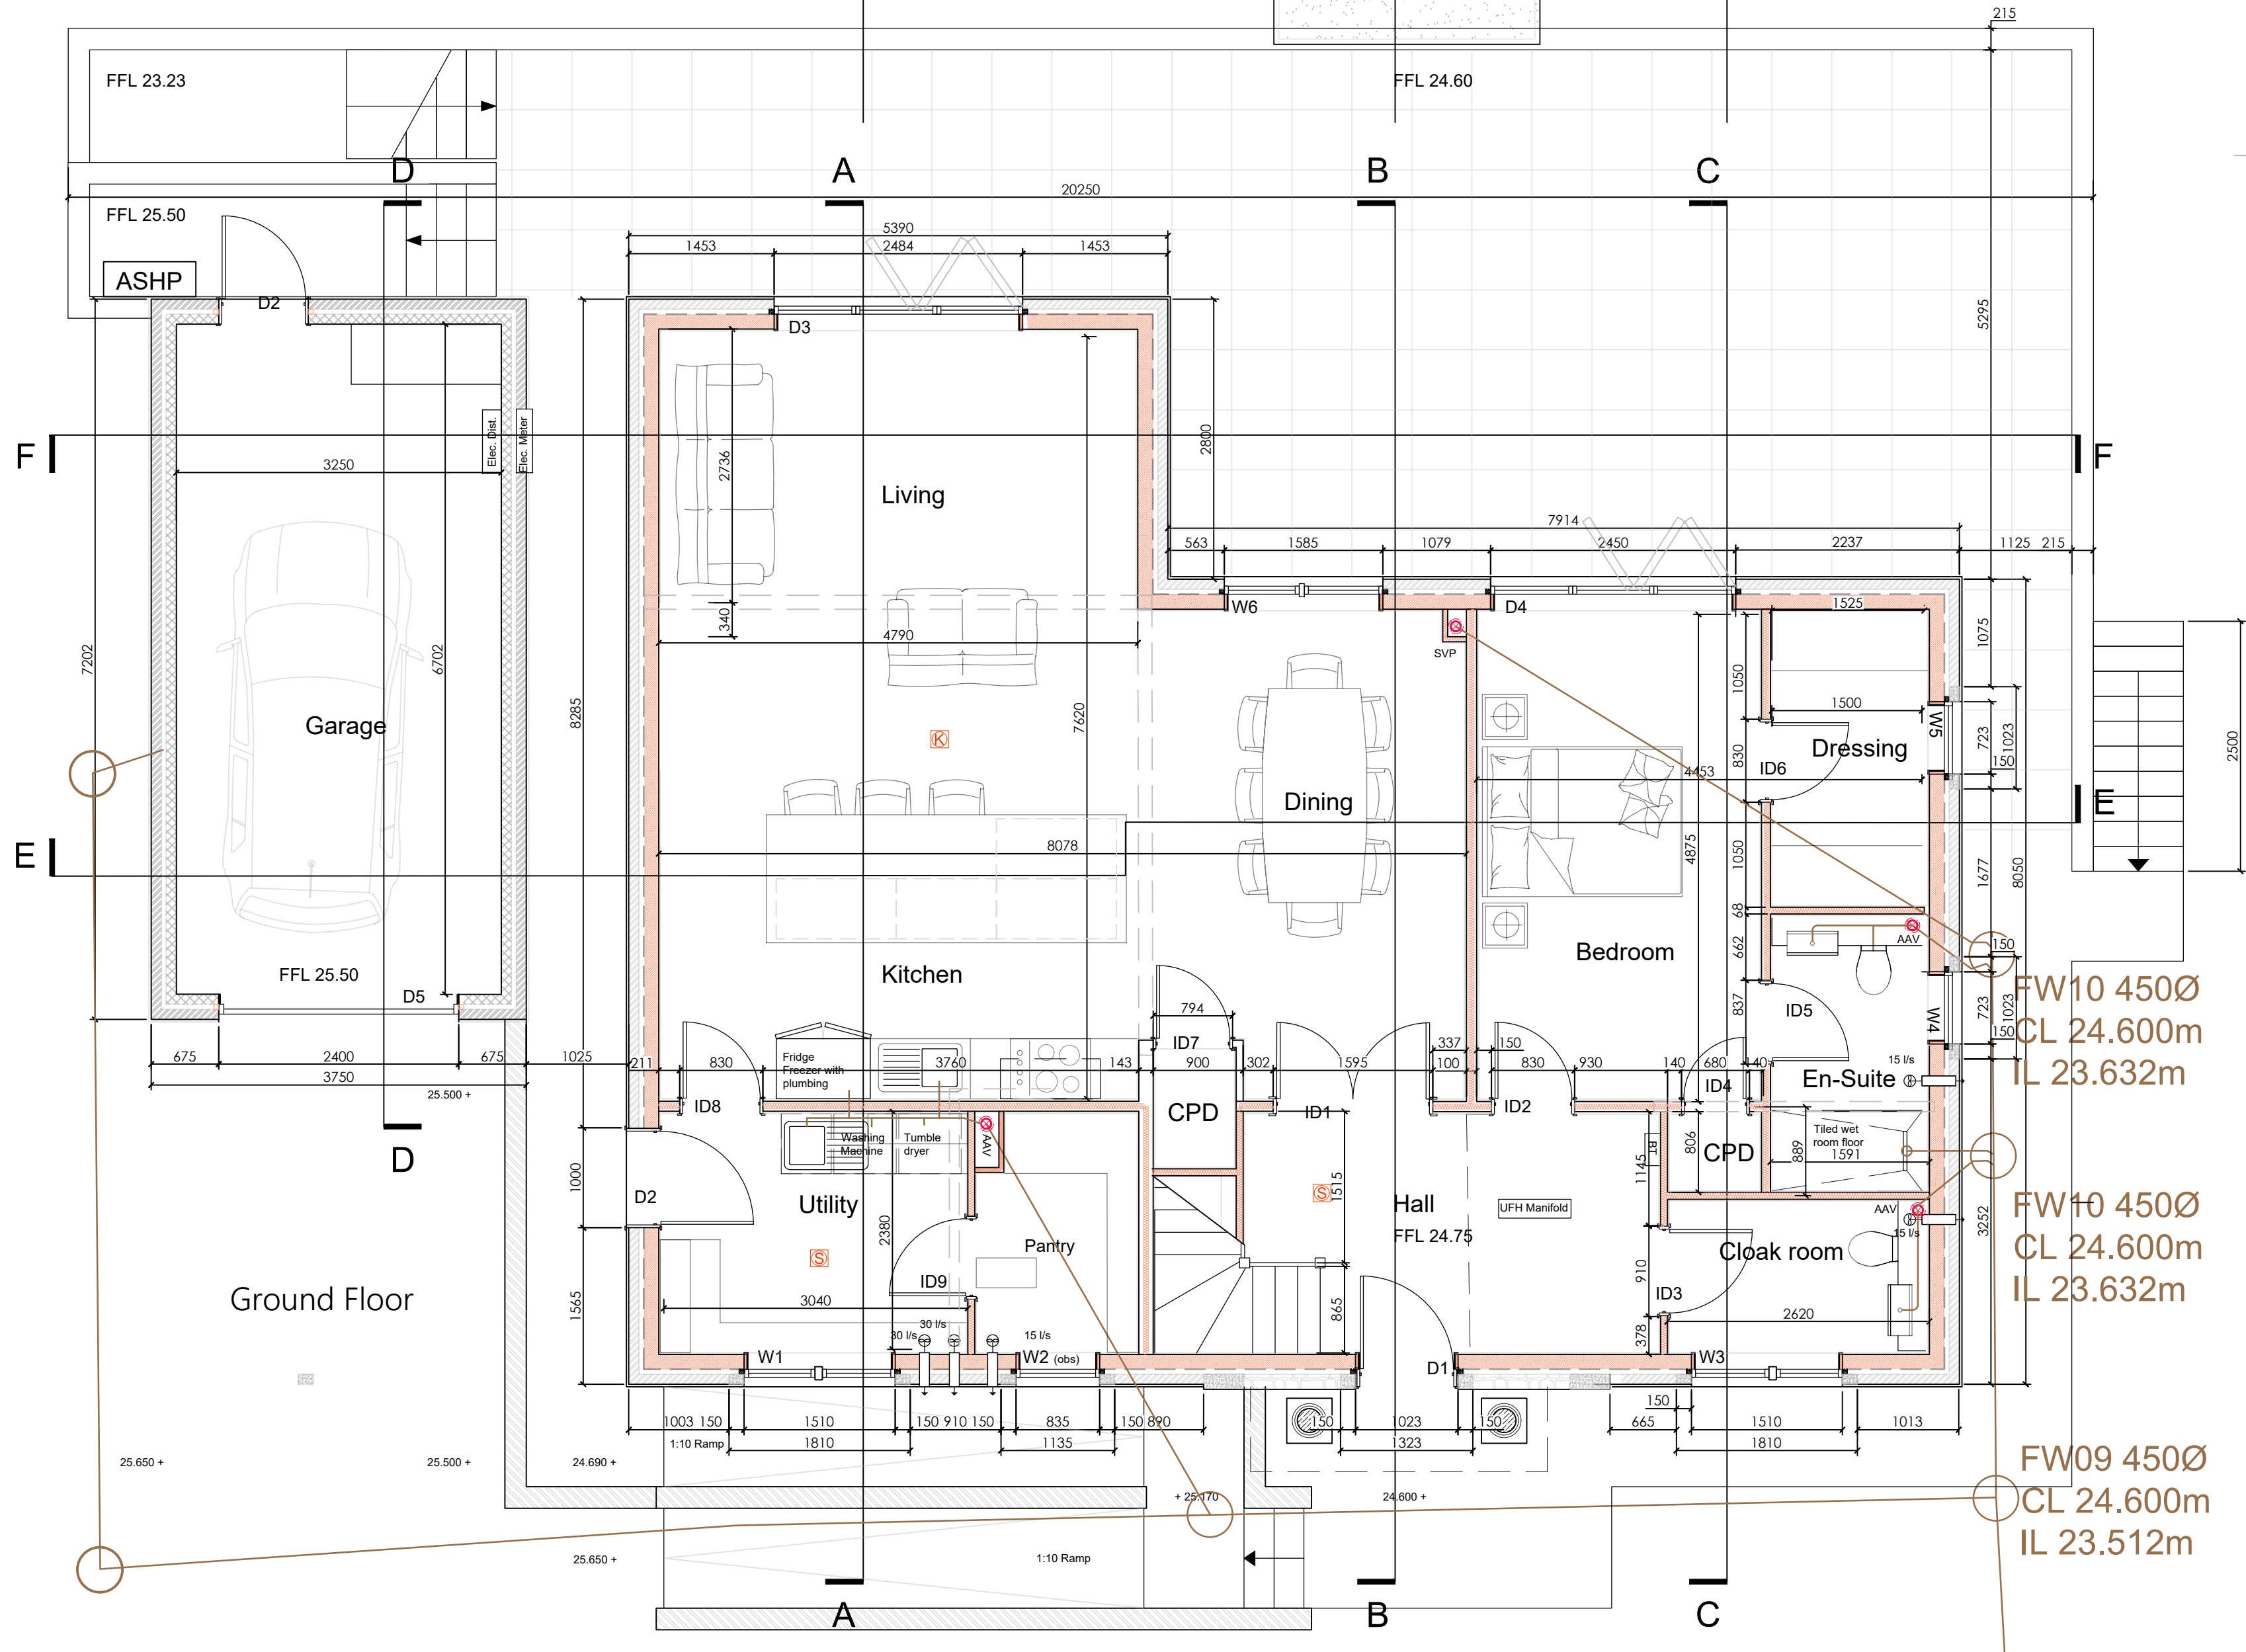 215
FFL 23.23
FFL 24.60
D
A
B
C
20250
FFL 25.50
5390
1453
2484
1453
ASHP
D2
D3
5295
F
F
Elec. Dist.
Elec. Meter
3250
2736
2800
Living
7914
563
1585
1079
2450
2237
1125
215
340
W6
D4
1525
4790
SVP
1075
7202
6702
8285
7620
1050
1500
W5
Garage
K
Dressing
723
1023
150
2500
830
ID6
4453
Dining
E
E
8078
4875
1050
1677
8050
68
662
AAV
150
Bedroom
Kitchen
FFL 25.50
D5
FW10 450Ø
CL 24.600m
IL 23.632m
794
837
ID5
W4
723
1023
150
ID7
675
2400
675
1025
211
830
Fridge
Freezer with
plumbing
3760
143
900
302
1595
337
100
150
830
930
140
680
140
15 l/s
En-Suite
3750
25.500 +
ID8
CPD
ID1
ID2
ID4
Washing
Machine
Tumble
dryer
AAV
BT
806
CPD
889
Tiled wet
room floor
1591
D
1000
D2
Utility
1145
1515
S
Hall
FFL 24.75
UFH Manifold
FW10 450Ø
CL 24.600m
IL 23.632m
AAV
15 l/s
3252
2380
Pantry
S
Cloak room
Ground Floor
ID9
910
ID3
3040
1565
865
2620
30 l/s
30 l/s
15 l/s
378
W1
W2 (obs)
D1
W3
1003
150
1510
150
910
150
835
150
890
150
1023
150
150
665
1510
1013
1:10 Ramp
1810
1135
1323
1810
25.650 +
25.500 +
24.690 +
FW09 450Ø
CL 24.600m
IL 23.512m
+ 25.170
24.600 +
25.650 +
1:10 Ramp
A
B
C